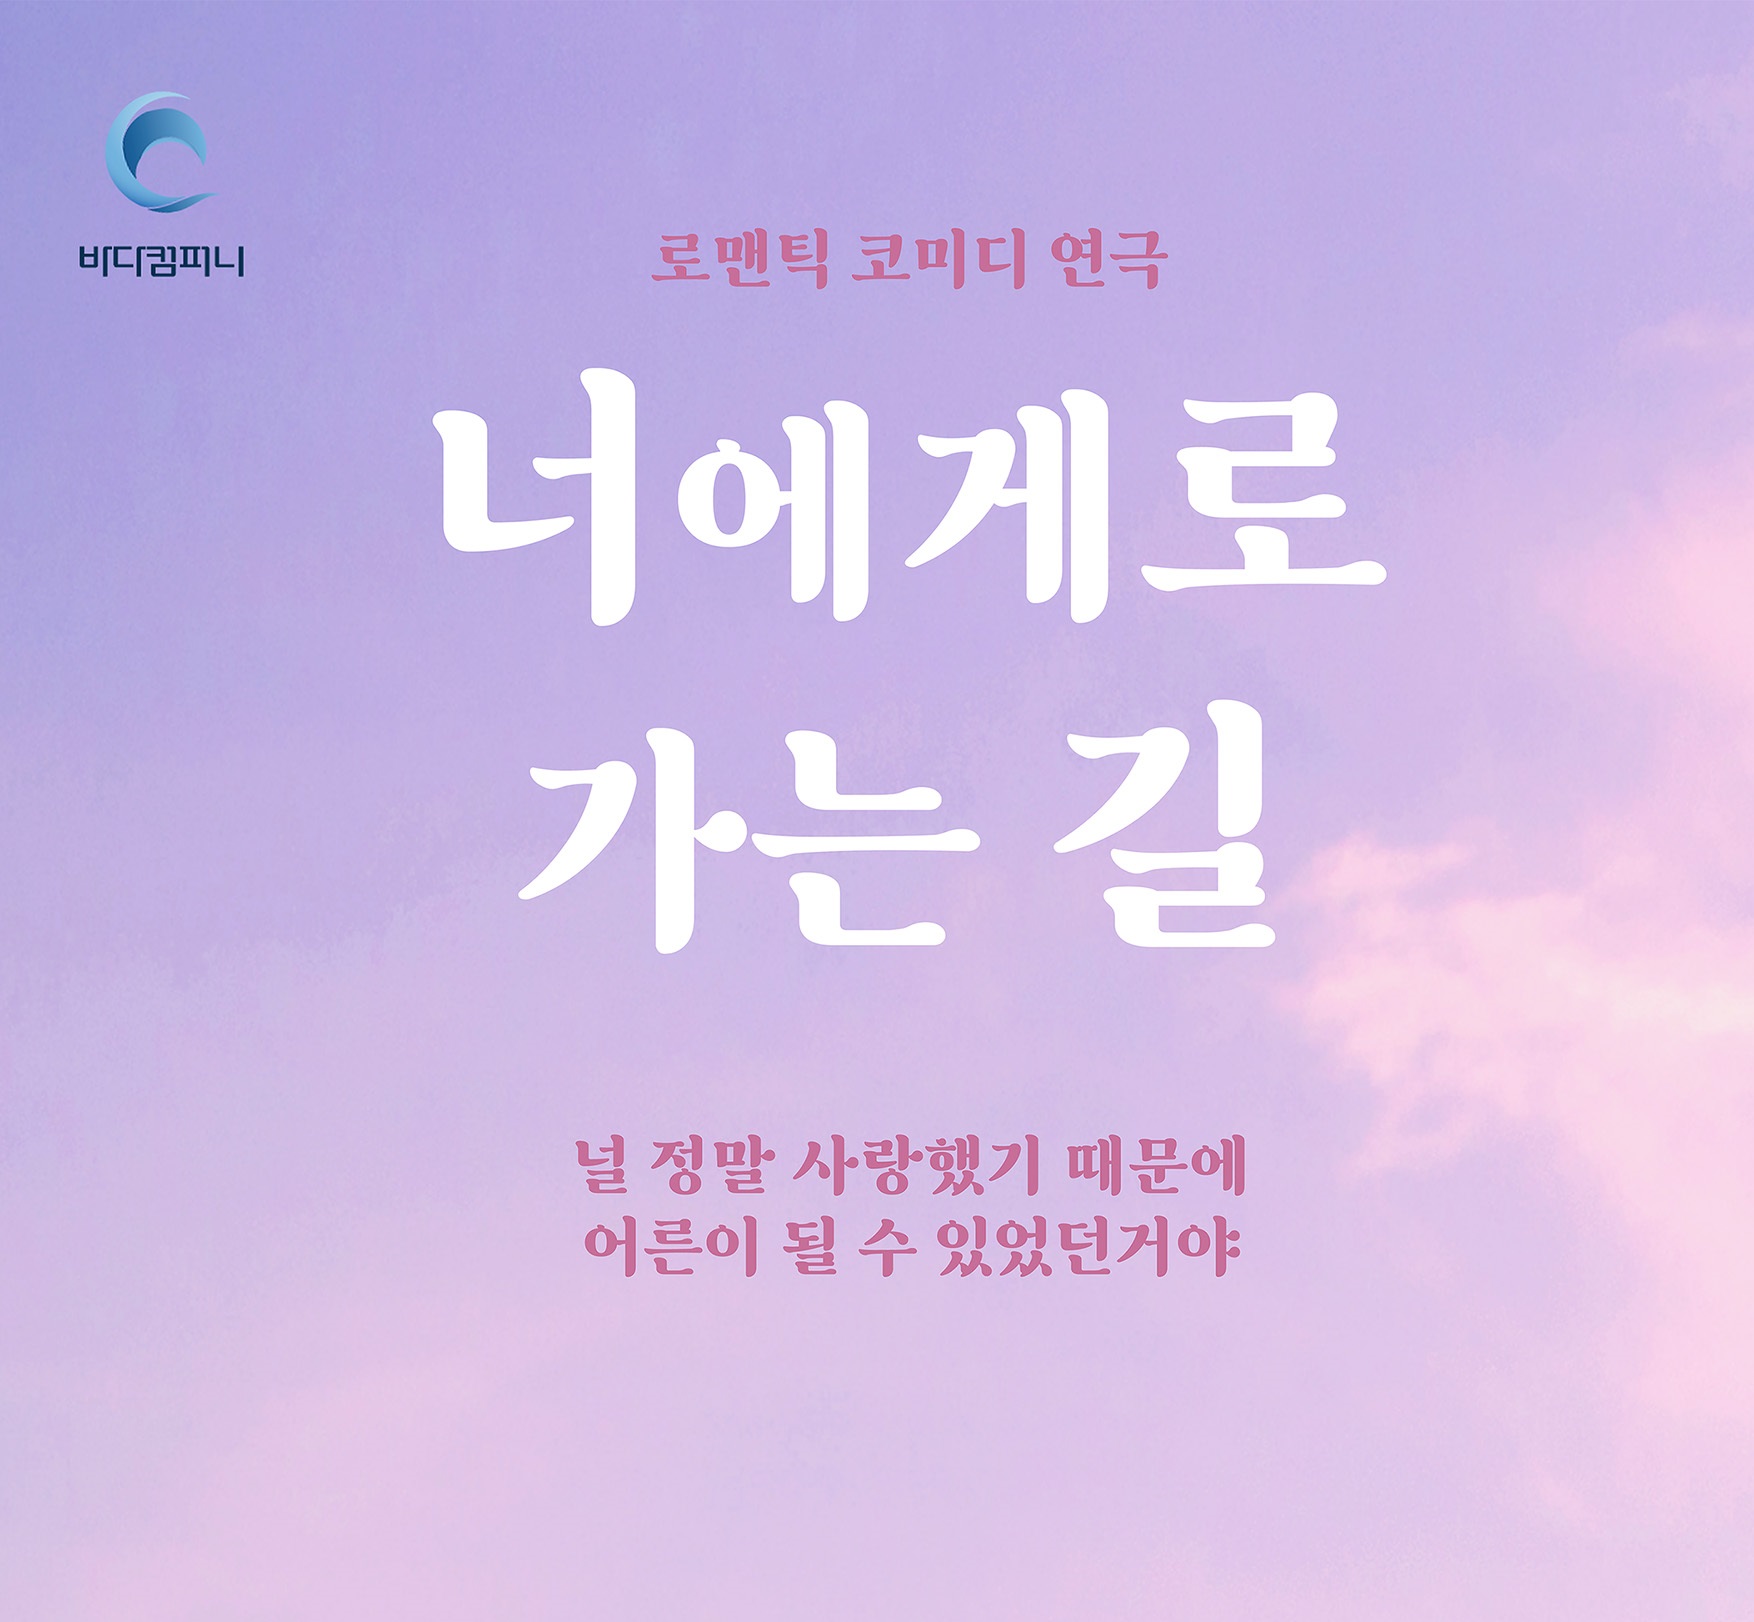 바다컴퍼니
로맨틱 코미디 연극
너에게로
가는 길
널 정말 사랑했기 때문에
어른이 될 수 있었던거야